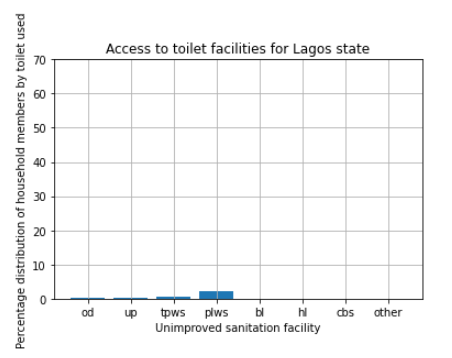 Access to toilet facilities for Lagos state
Percentage distribution of household members by toilet used
70
60
50
40
30
20
10
0
od up tpws plws bl hl cbs other
Unimproved sanitation facility